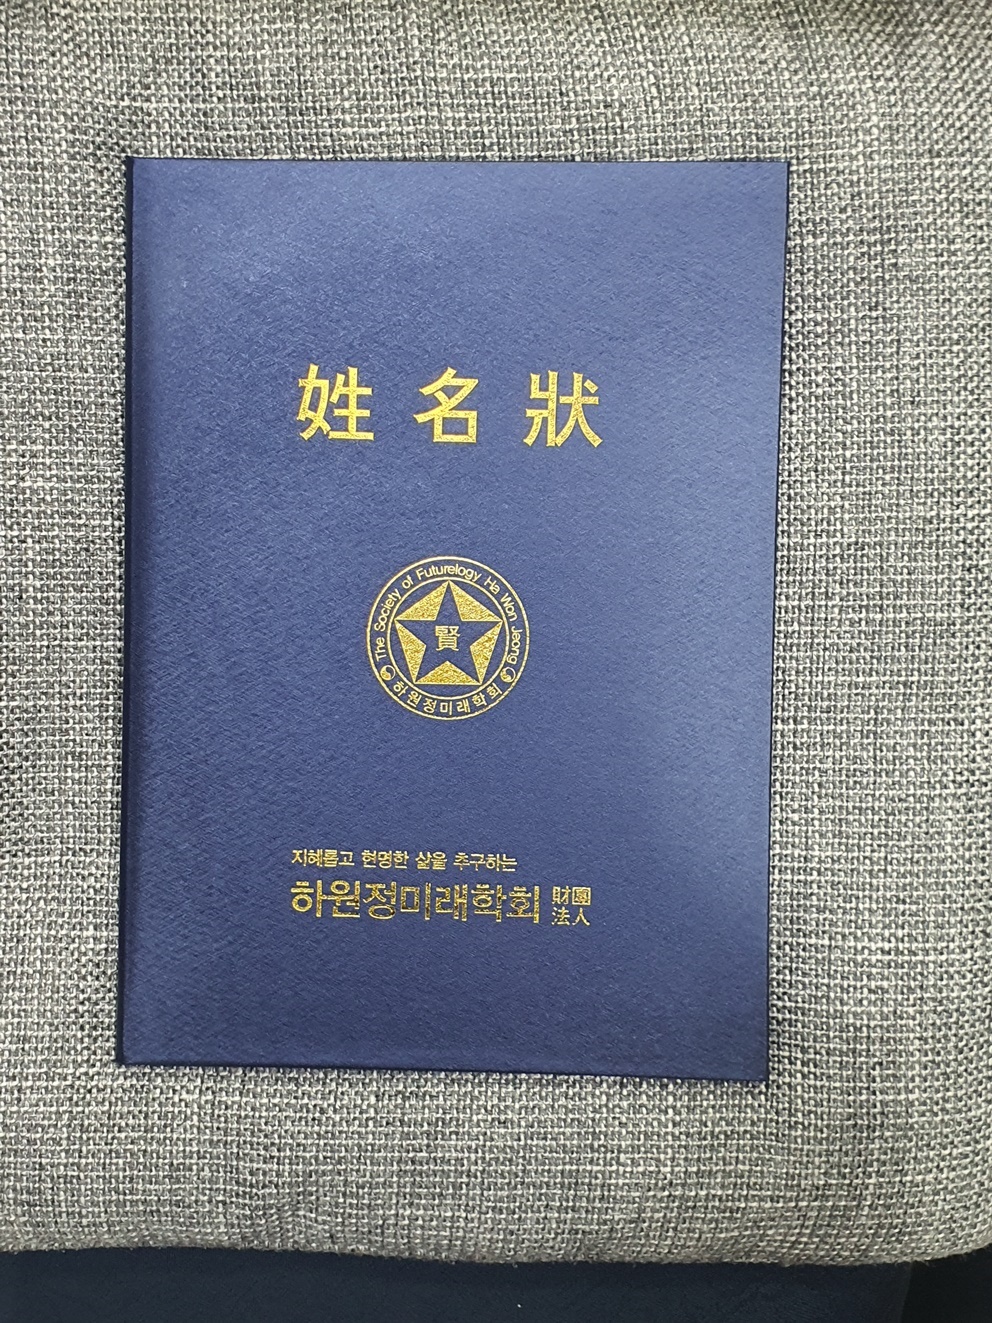 姓名狀
The Society of Futurelogy Ha Won Jeong
賢
하원정미래학회
지혜롭고 현명한 삶을 추구하는
하원정미래학회 財團
法人